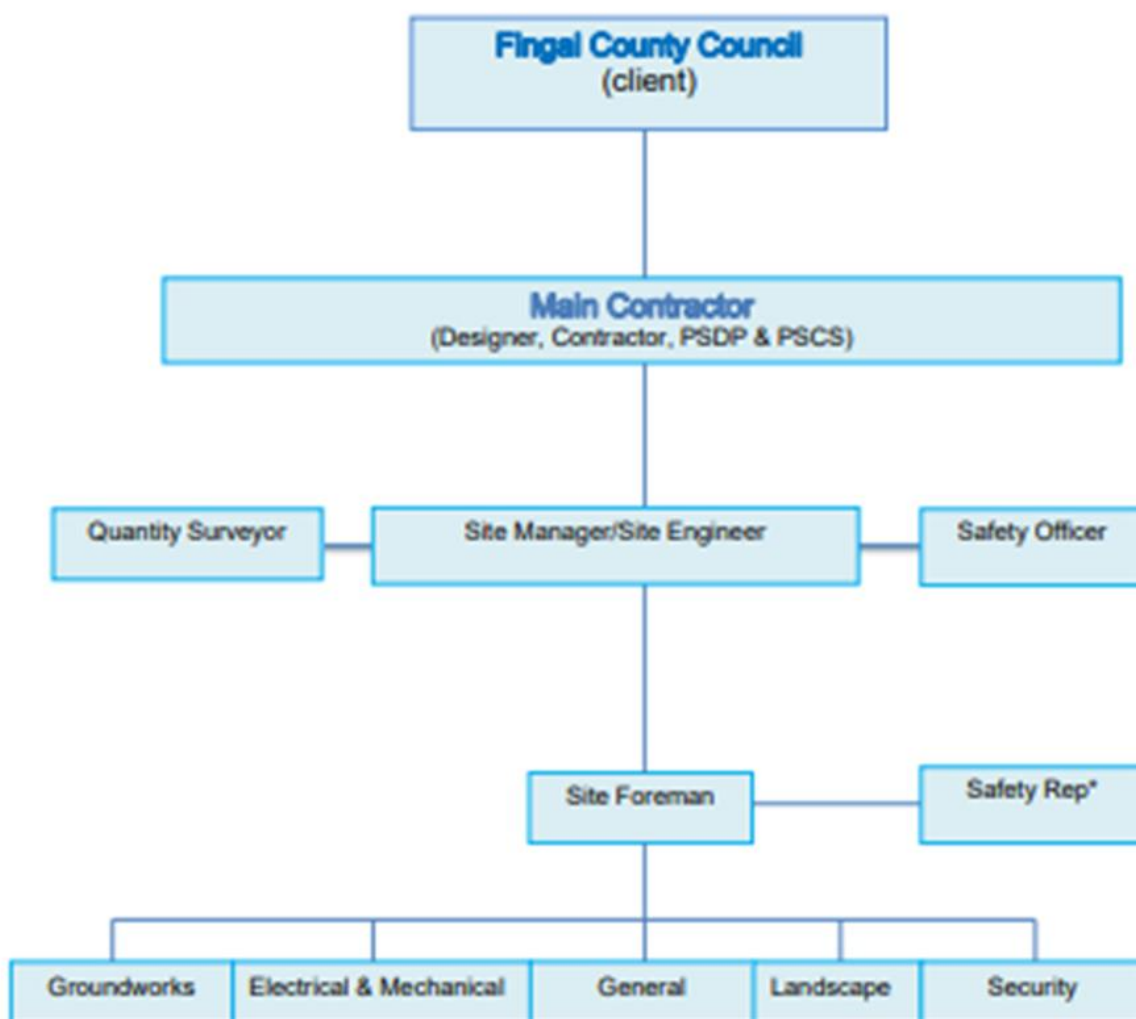 Fingal County Council
(client)
Main Contractor
(Designer, Contractor, PSDP & PSCS)
Quantity Surveyor
Site Manager/Site Engineer
Safety Officer
Site Foreman
Safety Rep*
Groundworks
Electrical & Mechanical
General
Landscape
Security